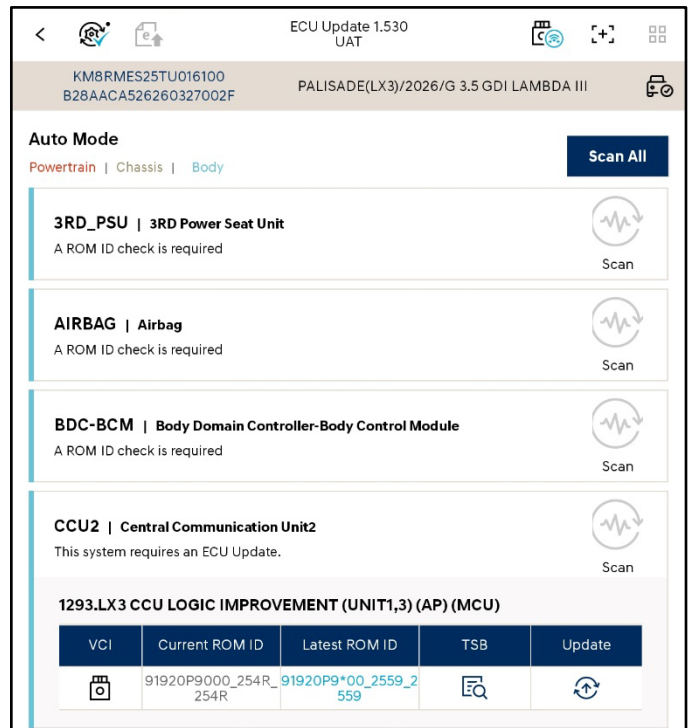 ECU Update 1.530
UAT
KM8RMES25TU016100
B28AACA526260327002F
PALISADE(LX3)/2026/G 3.5 GDI LAMBDA III
Auto Mode
Powertrain | Chassis | Body
Scan All
3RD_PSU | 3RD Power Seat Unit
A ROM ID check is required
Scan
AIRBAG | Airbag
A ROM ID check is required
Scan
BDC-BCM | Body Domain Controller-Body Control Module
A ROM ID check is required
Scan
CCU2 | Central Communication Unit2
This system requires an ECU Update.
Scan
1293.LX3 CCU LOGIC IMPROVEMENT (UNIT1,3) (AP) (MCU)
VCI Current ROM ID Latest ROM ID TSB Update
91920P9000_254R_
254R
91920P9*00_2559_2
559